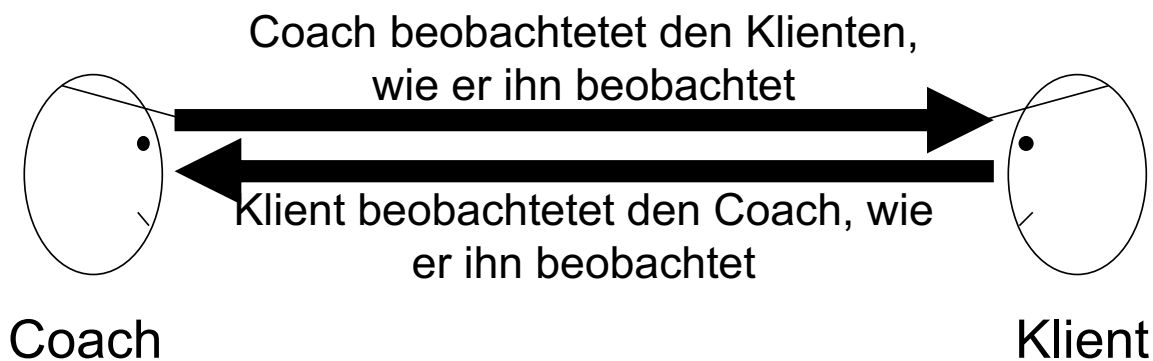 Coach beobachtetet den Klienten,
wie er ihn beobachtet
Klient beobachtetet den Coach, wie
er ihn beobachtet
Coach
Klient